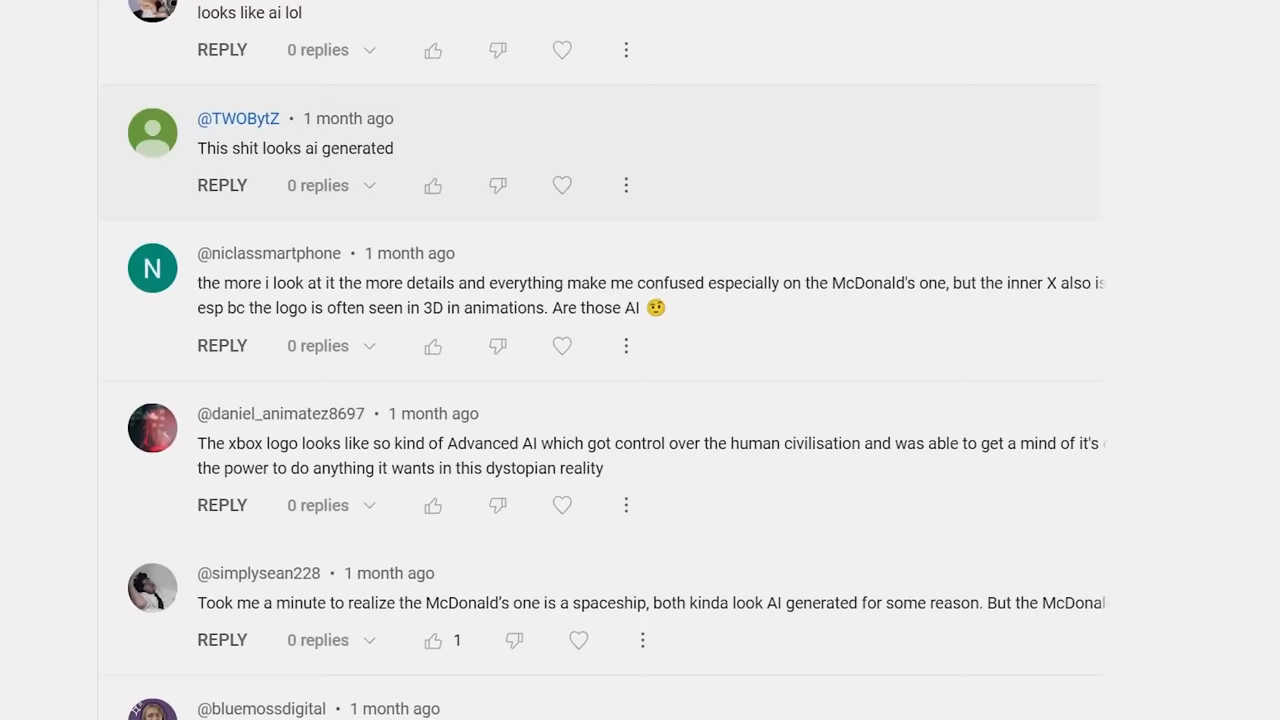 looks like ai lol
REPLY 0 replies
@TWOBytZ • 1 month ago
This shit looks ai generated
REPLY 0 replies
N
@niclassmartphone • 1 month ago
the more i look at it the more details and everything make me confused especially on the McDonald's one, but the inner X also is
esp bc the logo is often seen in 3D in animations. Are those AI 🤨
REPLY 0 replies
@daniel_animatez8697 • 1 month ago
The xbox logo looks like so kind of Advanced AI which got control over the human civilisation and was able to get a mind of it's
the power to do anything it wants in this dystopian reality
REPLY 0 replies
@simplysean228 • 1 month ago
Took me a minute to realize the McDonald’s one is a spaceship, both kinda look AI generated for some reason. But the McDonal
REPLY 0 replies 1
@bluemossdigital • 1 month ago